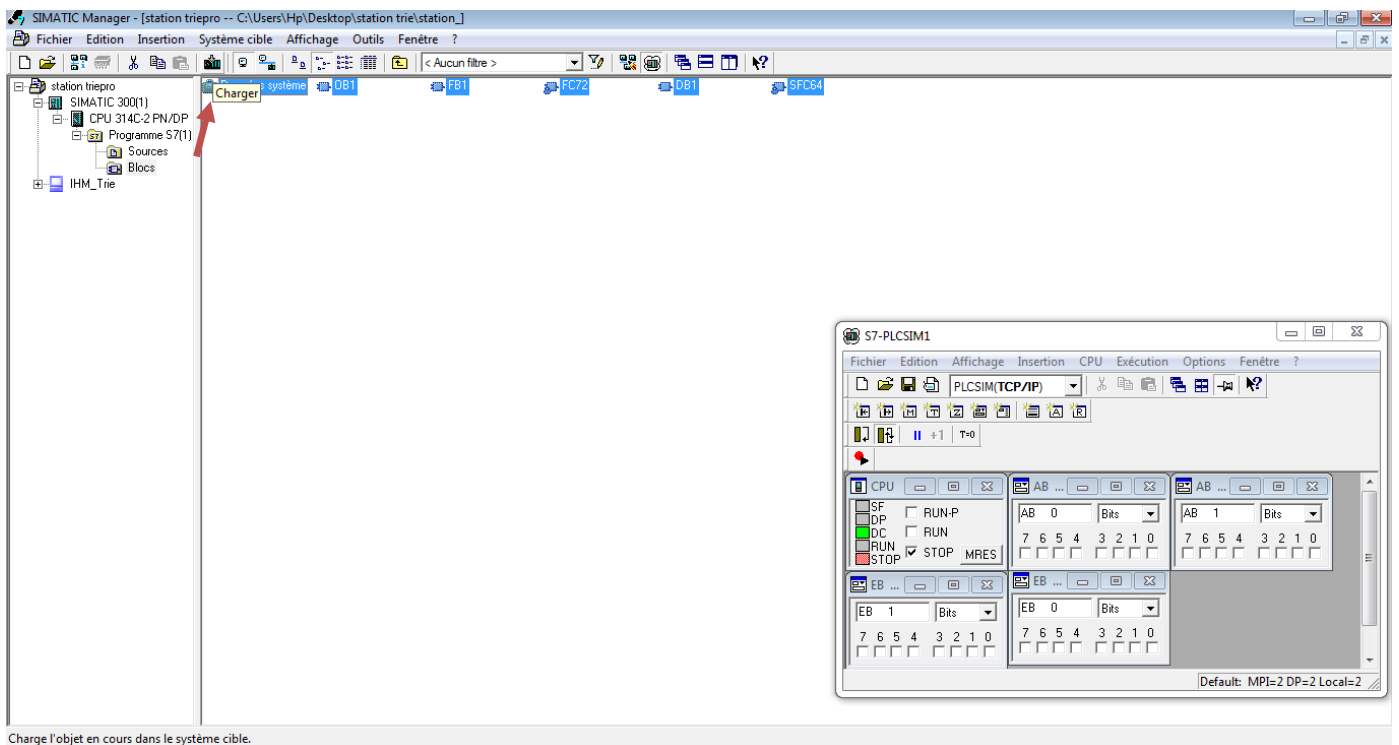 SIMATIC Manager - [station triepro -- C:\Users\Hp\Desktop\station trie\station_]
Fichier Edition Insertion Système cible Affichage Outils Fenêtre ?
< Aucun filtre >
station triepro
SIMATIC 300(1)
CPU 314C-2 PN/DP
Programme S7(1)
Sources
Blocs
IHM_Trie
système OB1 FB1 FC72 DB1 SFC64
Charger
S7-PLCSIM1
Fichier Edition Affichage Insertion CPU Exécution Options Fenêtre ?
PLCSIM(TCP/IP)
+1 T=0
CPU
SF
DP
DC
RUN
STOP
RUN-P
RUN
STOP MRES
AB ...
AB 0 Bits
7 6 5 4 3 2 1 0
AB ...
AB 1 Bits
7 6 5 4 3 2 1 0
EB ...
EB 1 Bits
7 6 5 4 3 2 1 0
EB ...
EB 0 Bits
7 6 5 4 3 2 1 0
Default: MPI=2 DP=2 Local=2
Charge l'objet en cours dans le système cible.